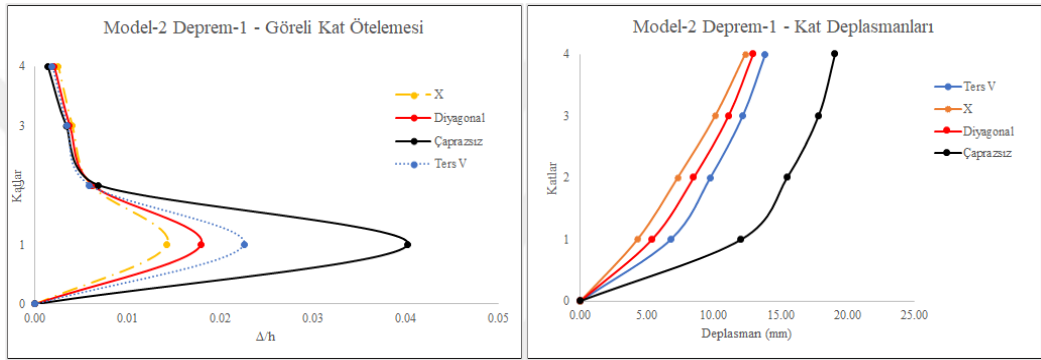 Model-2 Deprem-1 - Göreli Kat Ötelemesi
4
3
2
1
0
Katlar
0.00
0.01
0.02
0.03
0.04
0.05
Δ/h
X
Diyagonal
Çaprazsız
Ters V
Model-2 Deprem-1 - Kat Deplasmanları
4
3
2
1
0
Katlar
0.00
5.00
10.00
15.00
20.00
25.00
Deplasman (mm)
Ters V
X
Diyagonal
Çaprazsız